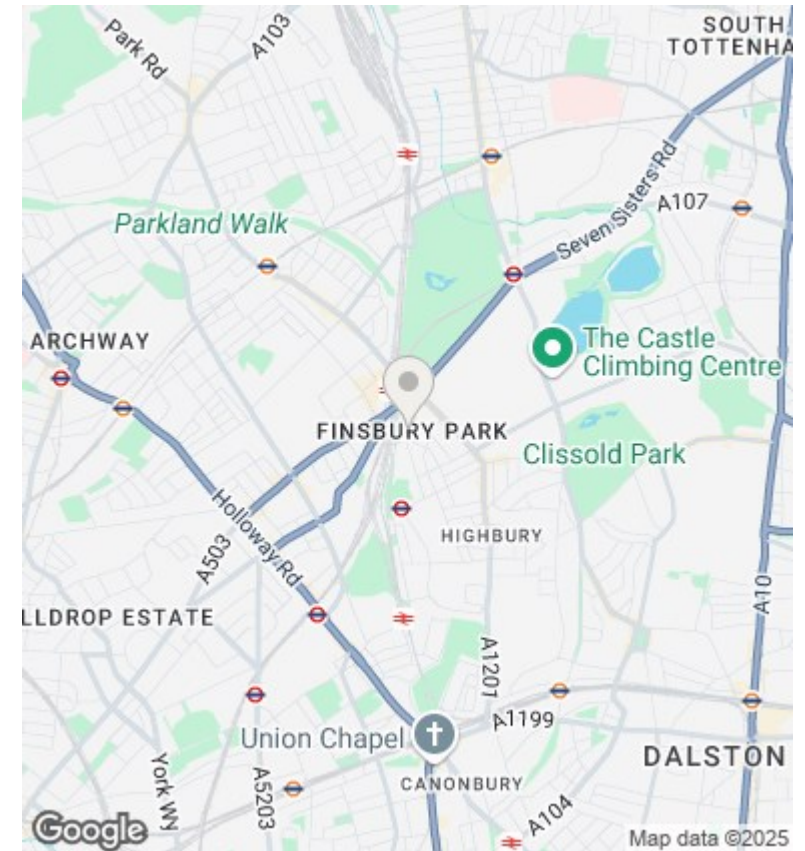 SOUTH
TOTTENHA
Park Rd
A103
Seven Sisters Rd
A107
Parkland Walk
ARCHWAY
The Castle
Climbing Centre
FINSBURY PARK
Clissold Park
Holloway Rd
HIGHBURY
A503
A10
LLDROP ESTATE
A1201
Union Chapel
A1199
DALSTON
York Wy
A5203
CANONBURY
A104
Google
Map data ©2025